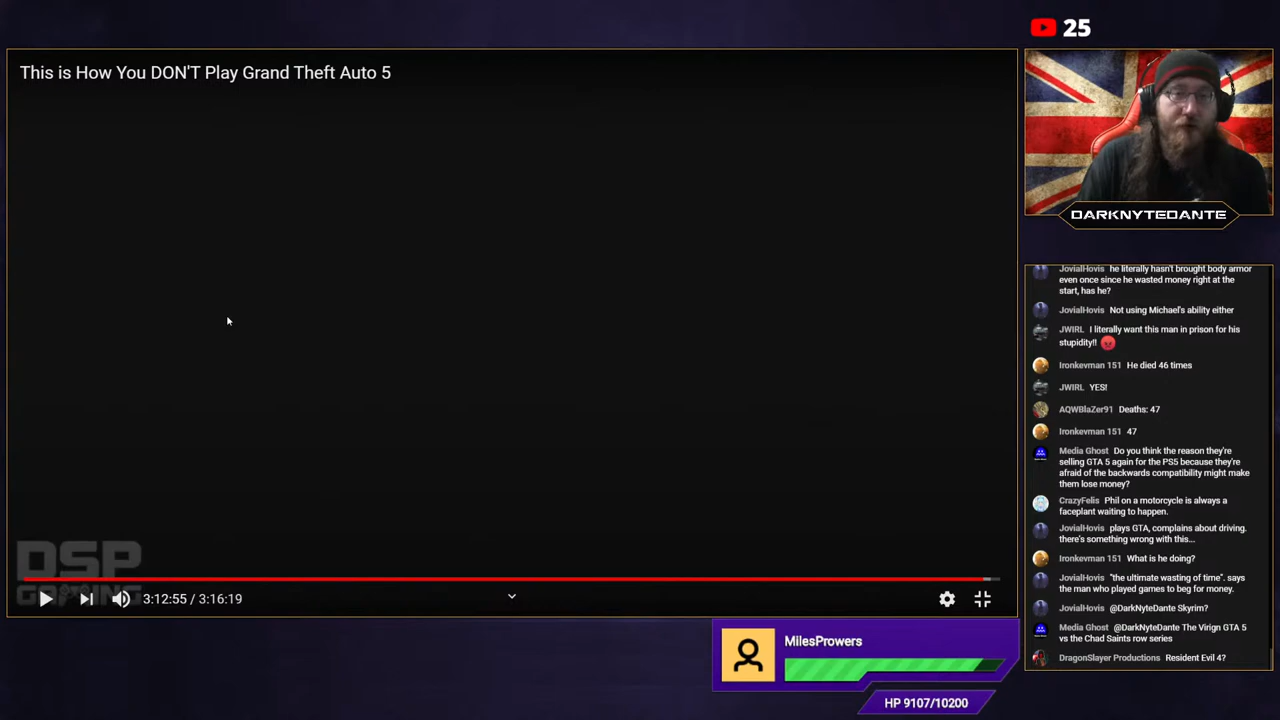 25
This is How You DON'T Play Grand Theft Auto 5
DARKNYTEDANTE
JovialHovis he literally hasn't brought body armor
even once since he wasted money right at the
start, has he?
JovialHovis Not using Michael's ability either
JWIRL I literally want this man in prison for his
stupidity!!
Ironkevman 151 He died 46 times
JWIRL YES!
AQWBlaZer91 Deaths: 47
Ironkevman 151 47
Media Ghost Do you think the reason they're
selling GTA 5 again for the PS5 because they're
afraid of the backwards compatibility might make
them lose money?
CrazyFelis Phil on a motorcycle is always a
faceplant waiting to happen.
JovialHovis plays GTA, complains about driving.
there's something wrong with this...
Ironkevman 151 What is he doing?
JovialHovis "the ultimate wasting of time". says
the man who played games to beg for money.
JovialHovis @DarkNyteDante Skyrim?
Media Ghost @DarkNyteDante The Virign GTA 5
vs the Chad Saints row series
DragonSlayer Productions Resident Evil 4?
DSP
GAMING
3:12:55 / 3:16:19
MilesProwers
HP 9107/10200